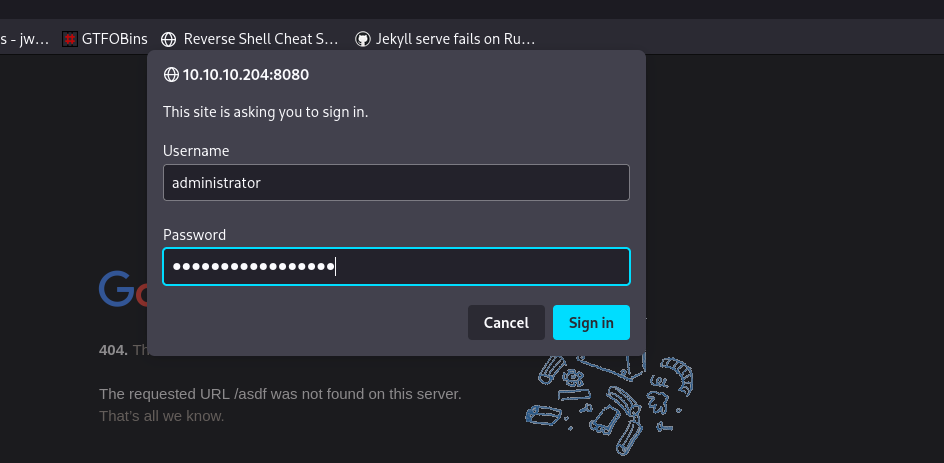 s - jw… GTFOBins Reverse Shell Cheat S… Jekyll serve fails on Ru…
10.10.10.204:8080
This site is asking you to sign in.
Username
administrator
Password
•••••••••••••••••
Cancel Sign in
404. Th
The requested URL /asdf was not found on this server.
That's all we know.